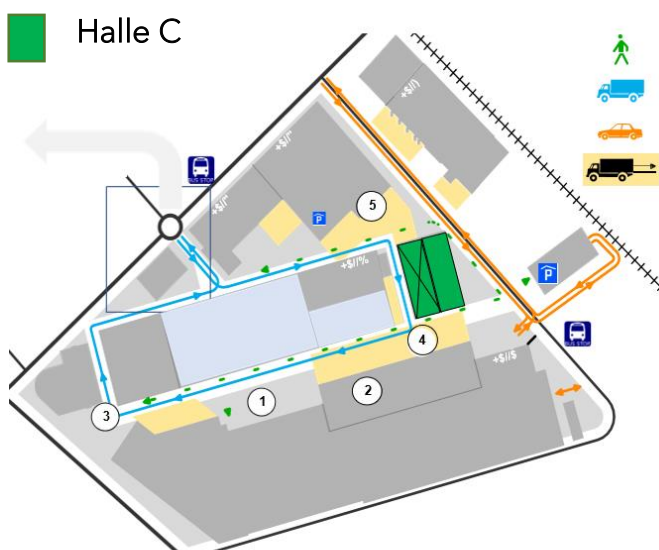 Halle C
BUS STOP
+$/()
+$/"
+$/"
5
P
+$//%
P
BUS STOP
4
+$//$
2
1
3